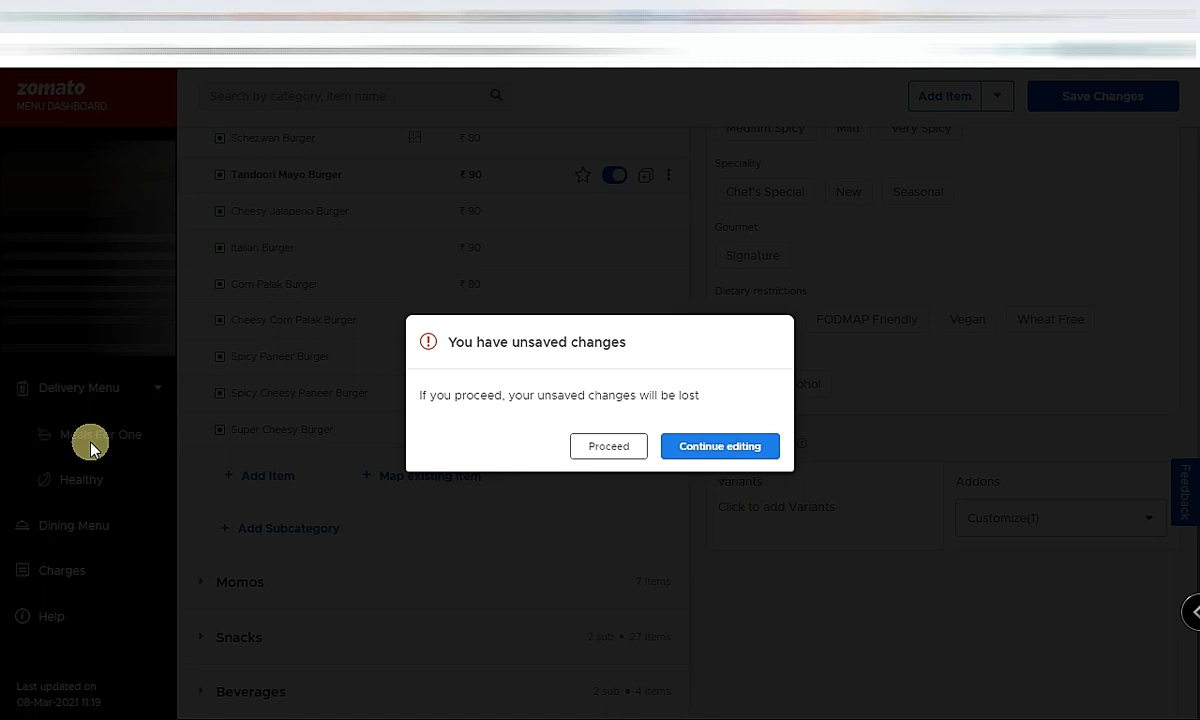 zomato
MENU DASHBOARD
Search by category, item name...
Add Item
Save Changes
Schezwan Burger
₹ 80
Tandoori Mayo Burger
₹ 90
Cheesy Jalapeno Burger
₹ 90
Italian Burger
₹ 90
Corn Palak Burger
₹ 80
Cheesy Corn Palak Burger
Spicy Paneer Burger
Spicy Cheesy Paneer Burger
Super Cheesy Burger
+ Add Item
+ Map existing item
+ Add Subcategory
Momos
7 items
Snacks
2 sub • 27 items
Beverages
2 sub • 4 items
Medium Spicy
Mild
Very Spicy
Speciality
Chef's Special
New
Seasonal
Gourmet
Signature
Dietary restrictions
FODMAP Friendly
Vegan
Wheat Free
Variants
Click to add Variants
Addons
Customize(1)
Feedback
You have unsaved changes
If you proceed, your unsaved changes will be lost
Proceed
Continue editing
Delivery Menu
Meals For One
Healthy
Dining Menu
Charges
Help
Last updated on
08-Mar-2021 11:19